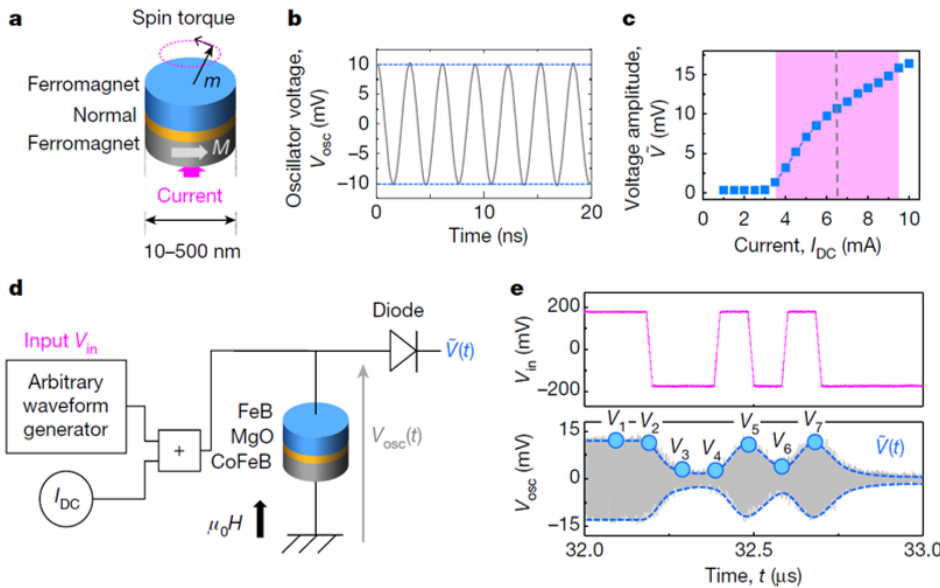 a
Spin torque
m
Ferromagnet
Normal
Ferromagnet
M
Current
10–500 nm
b
Oscillator voltage,
V_osc (mV)
10
5
0
−5
−10
0
10
20
Time (ns)
c
Voltage amplitude,
Ṽ (mV)
15
10
5
0
0
2
4
6
8
10
Current, I_DC (mA)
d
Input V_in
Arbitrary
waveform
generator
+
I_DC
FeB
MgO
CoFeB
μ₀H
Diode
Ṽ(t)
V_osc(t)
e
V_in
(mV)
200
0
−200
V_osc
(mV)
15
0
−15
V₁
V₂
V₃
V₄
V₅
V₆
V₇
Ṽ(t)
32.0
32.5
33.0
Time, t (μs)